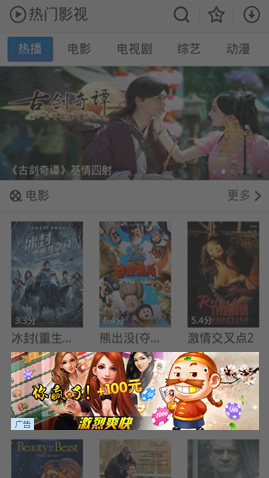 热门影视
热播
电影
电视剧
综艺
动漫
古剑奇谭
《古剑奇谭》基情四射
电影
更多
冰封
3.3分
5.4分
5.4分
冰封(重生...
熊出没(夺...
激情交叉点2
你赢了! +100元
激烈爽快
广告
Beauty and the Beast